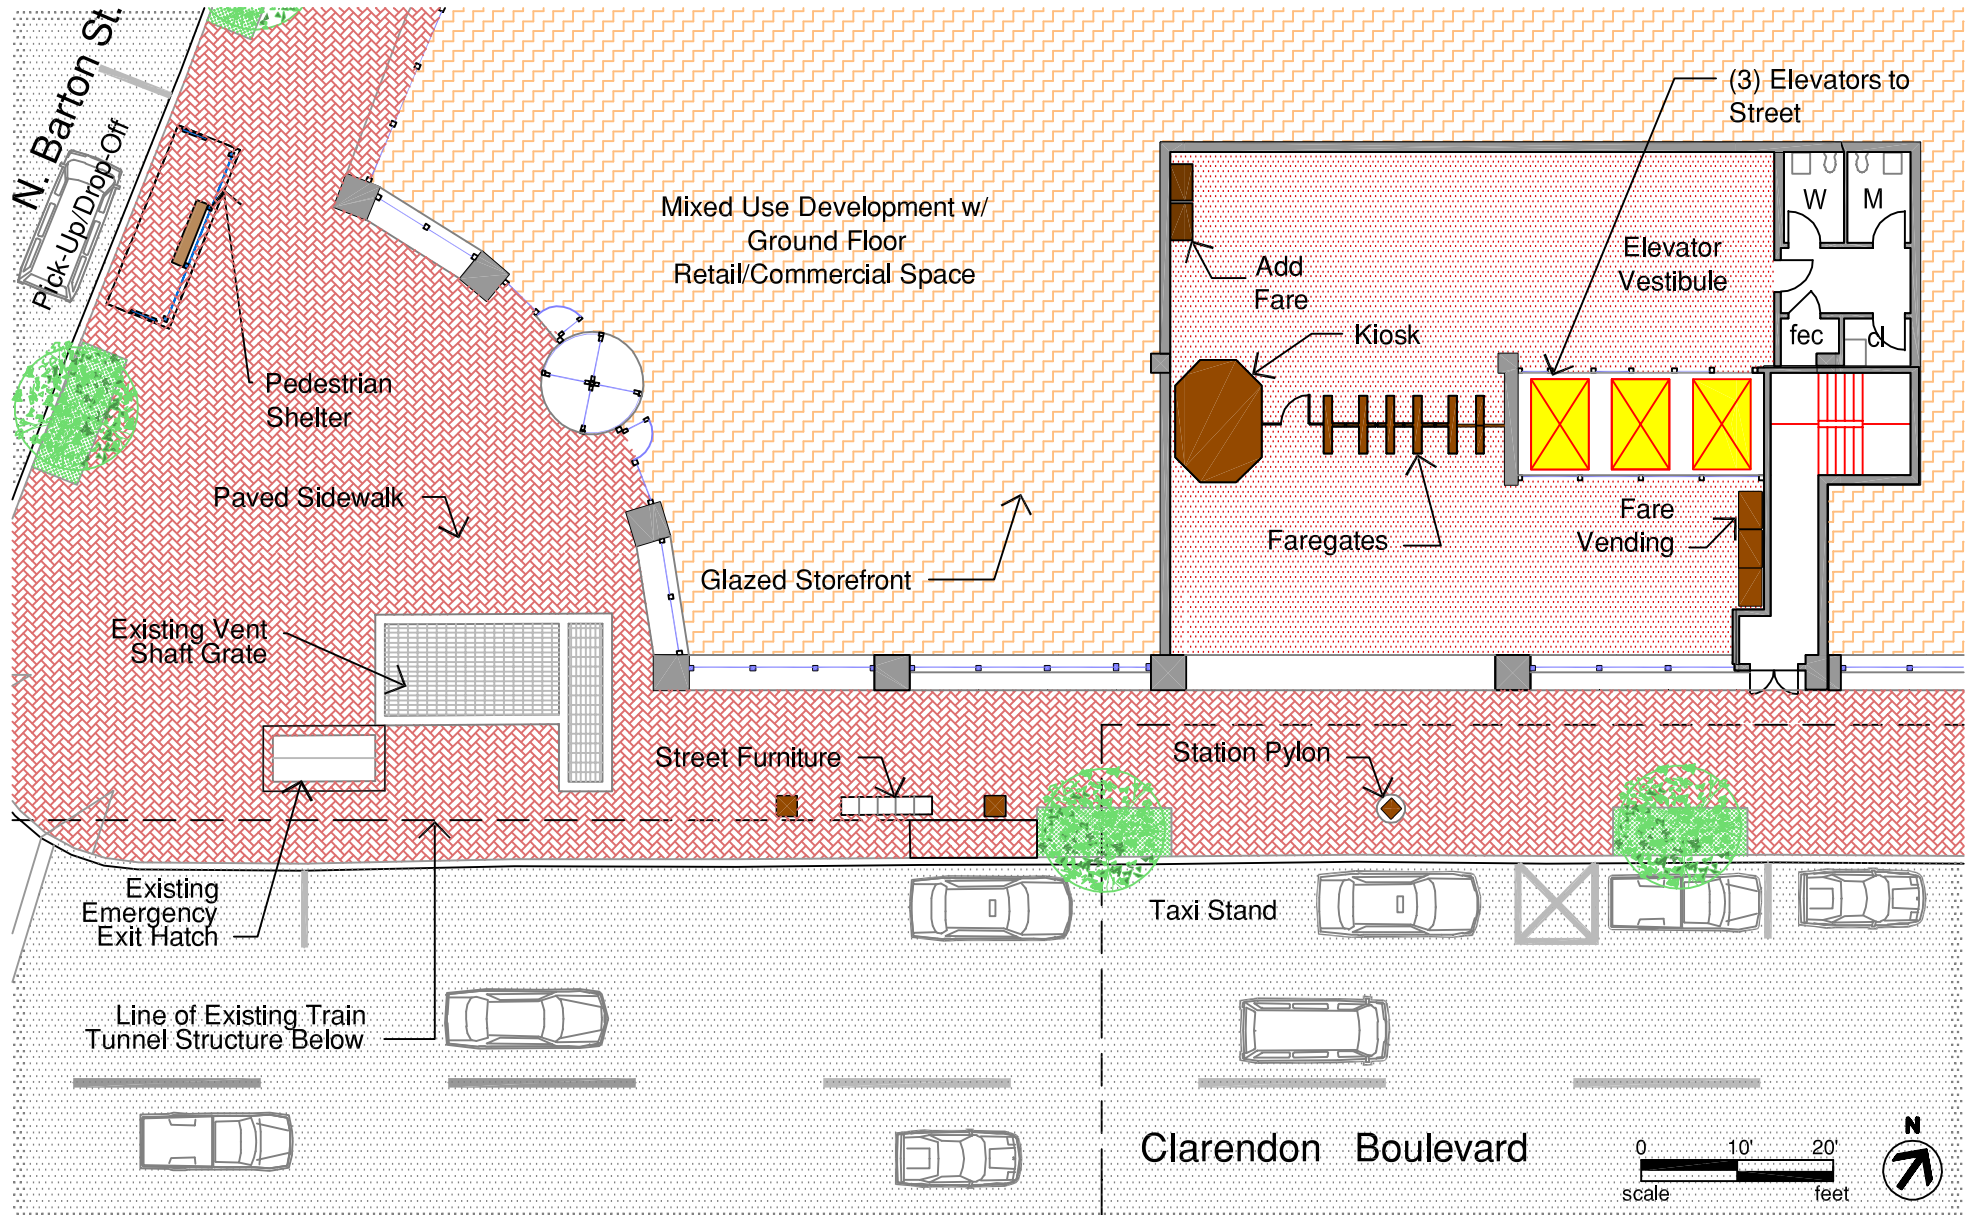 N. Barton St.
Pick-Up/Drop-Off
(3) Elevators to
Street
Mixed Use Development w/
Ground Floor
Retail/Commercial Space
W
M
Elevator
Vestibule
Add
Fare
Kiosk
fec
cl
Pedestrian
Shelter
Paved Sidewalk
Fare
Vending
Faregates
Glazed Storefront
Existing Vent
Shaft Grate
Street Furniture
Station Pylon
Existing
Emergency
Exit Hatch
Taxi Stand
Line of Existing Train
Tunnel Structure Below
Clarendon Boulevard
0 10' 20'
scale feet
N